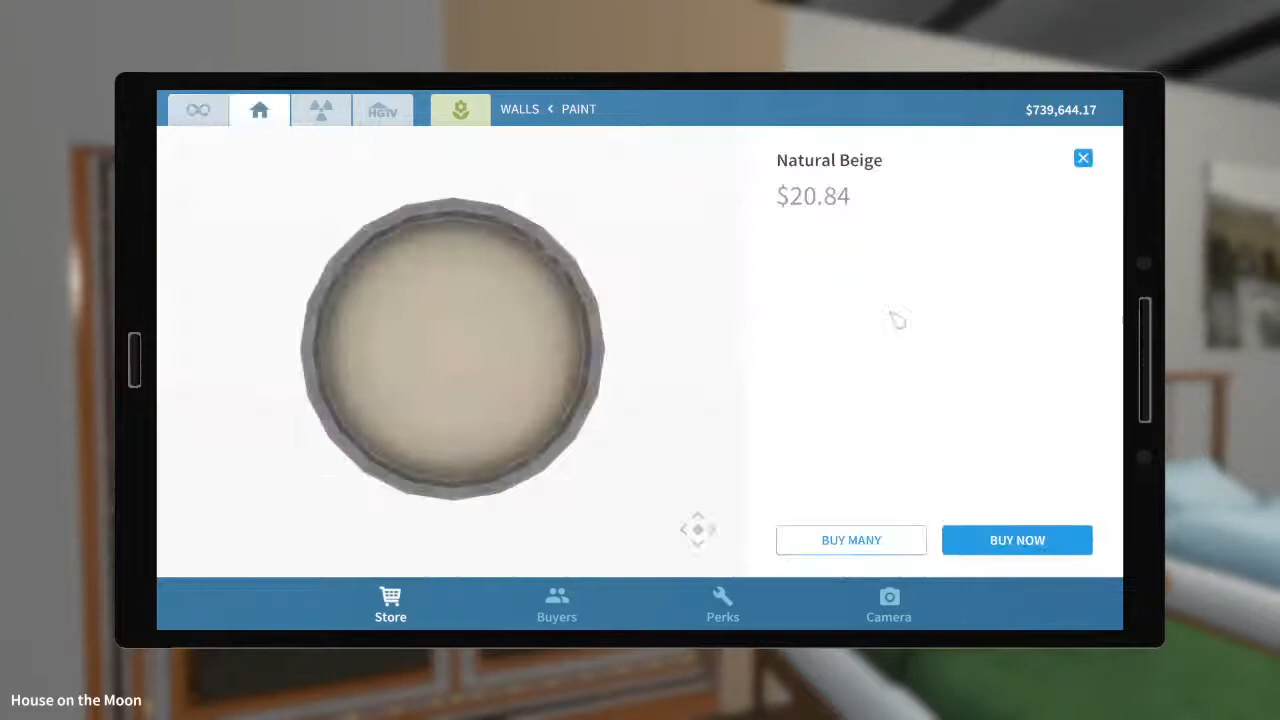 HGTV
WALLS < PAINT
$739,644.17
Natural Beige
$20.84
BUY MANY
BUY NOW
Store
Buyers
Perks
Camera
House on the Moon